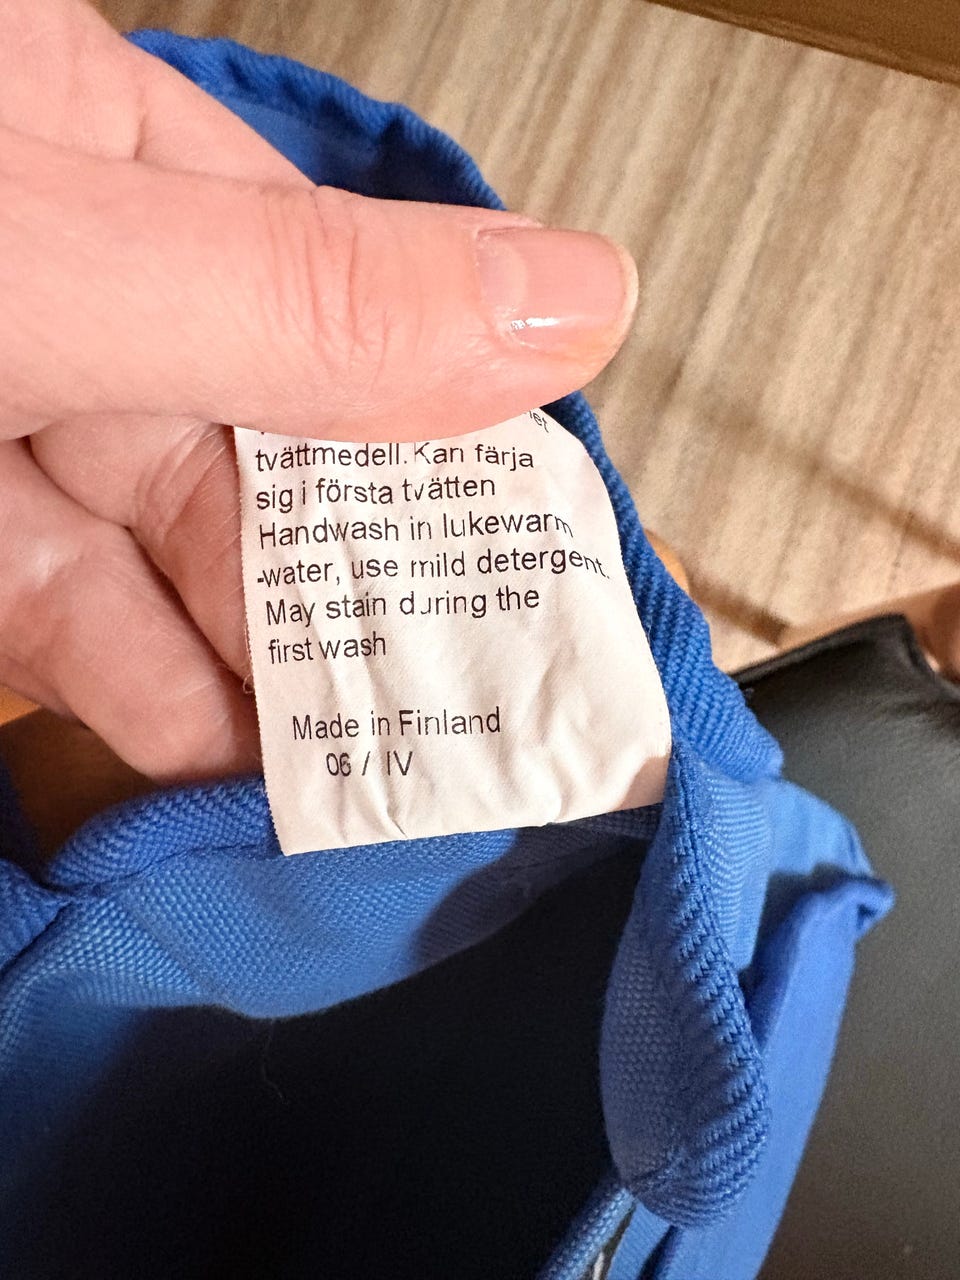 tvättmedell. Kan färja
sig i första tvätten
Handwash in lukewarm
-water, use mild detergent.
May stain during the
first wash
Made in Finland
06 / IV